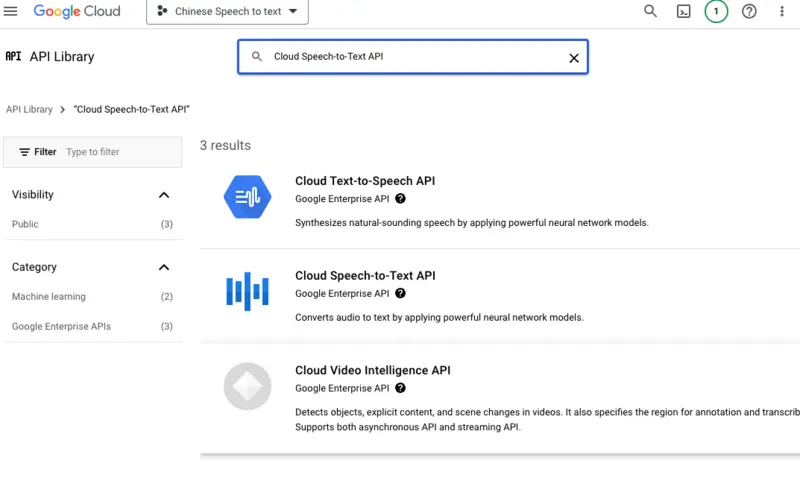 Google Cloud
Chinese Speech to text
1
API API Library
Cloud Speech-to-Text API
API Library > "Cloud Speech-to-Text API"
Filter Type to filter
3 results
Visibility
Public (3)
Category
Machine learning (2)
Google Enterprise APIs (3)
Cloud Text-to-Speech API
Google Enterprise API
Synthesizes natural-sounding speech by applying powerful neural network models.
Cloud Speech-to-Text API
Google Enterprise API
Converts audio to text by applying powerful neural network models.
Cloud Video Intelligence API
Google Enterprise API
Detects objects, explicit content, and scene changes in videos. It also specifies the region for annotation and transcrib
Supports both asynchronous API and streaming API.